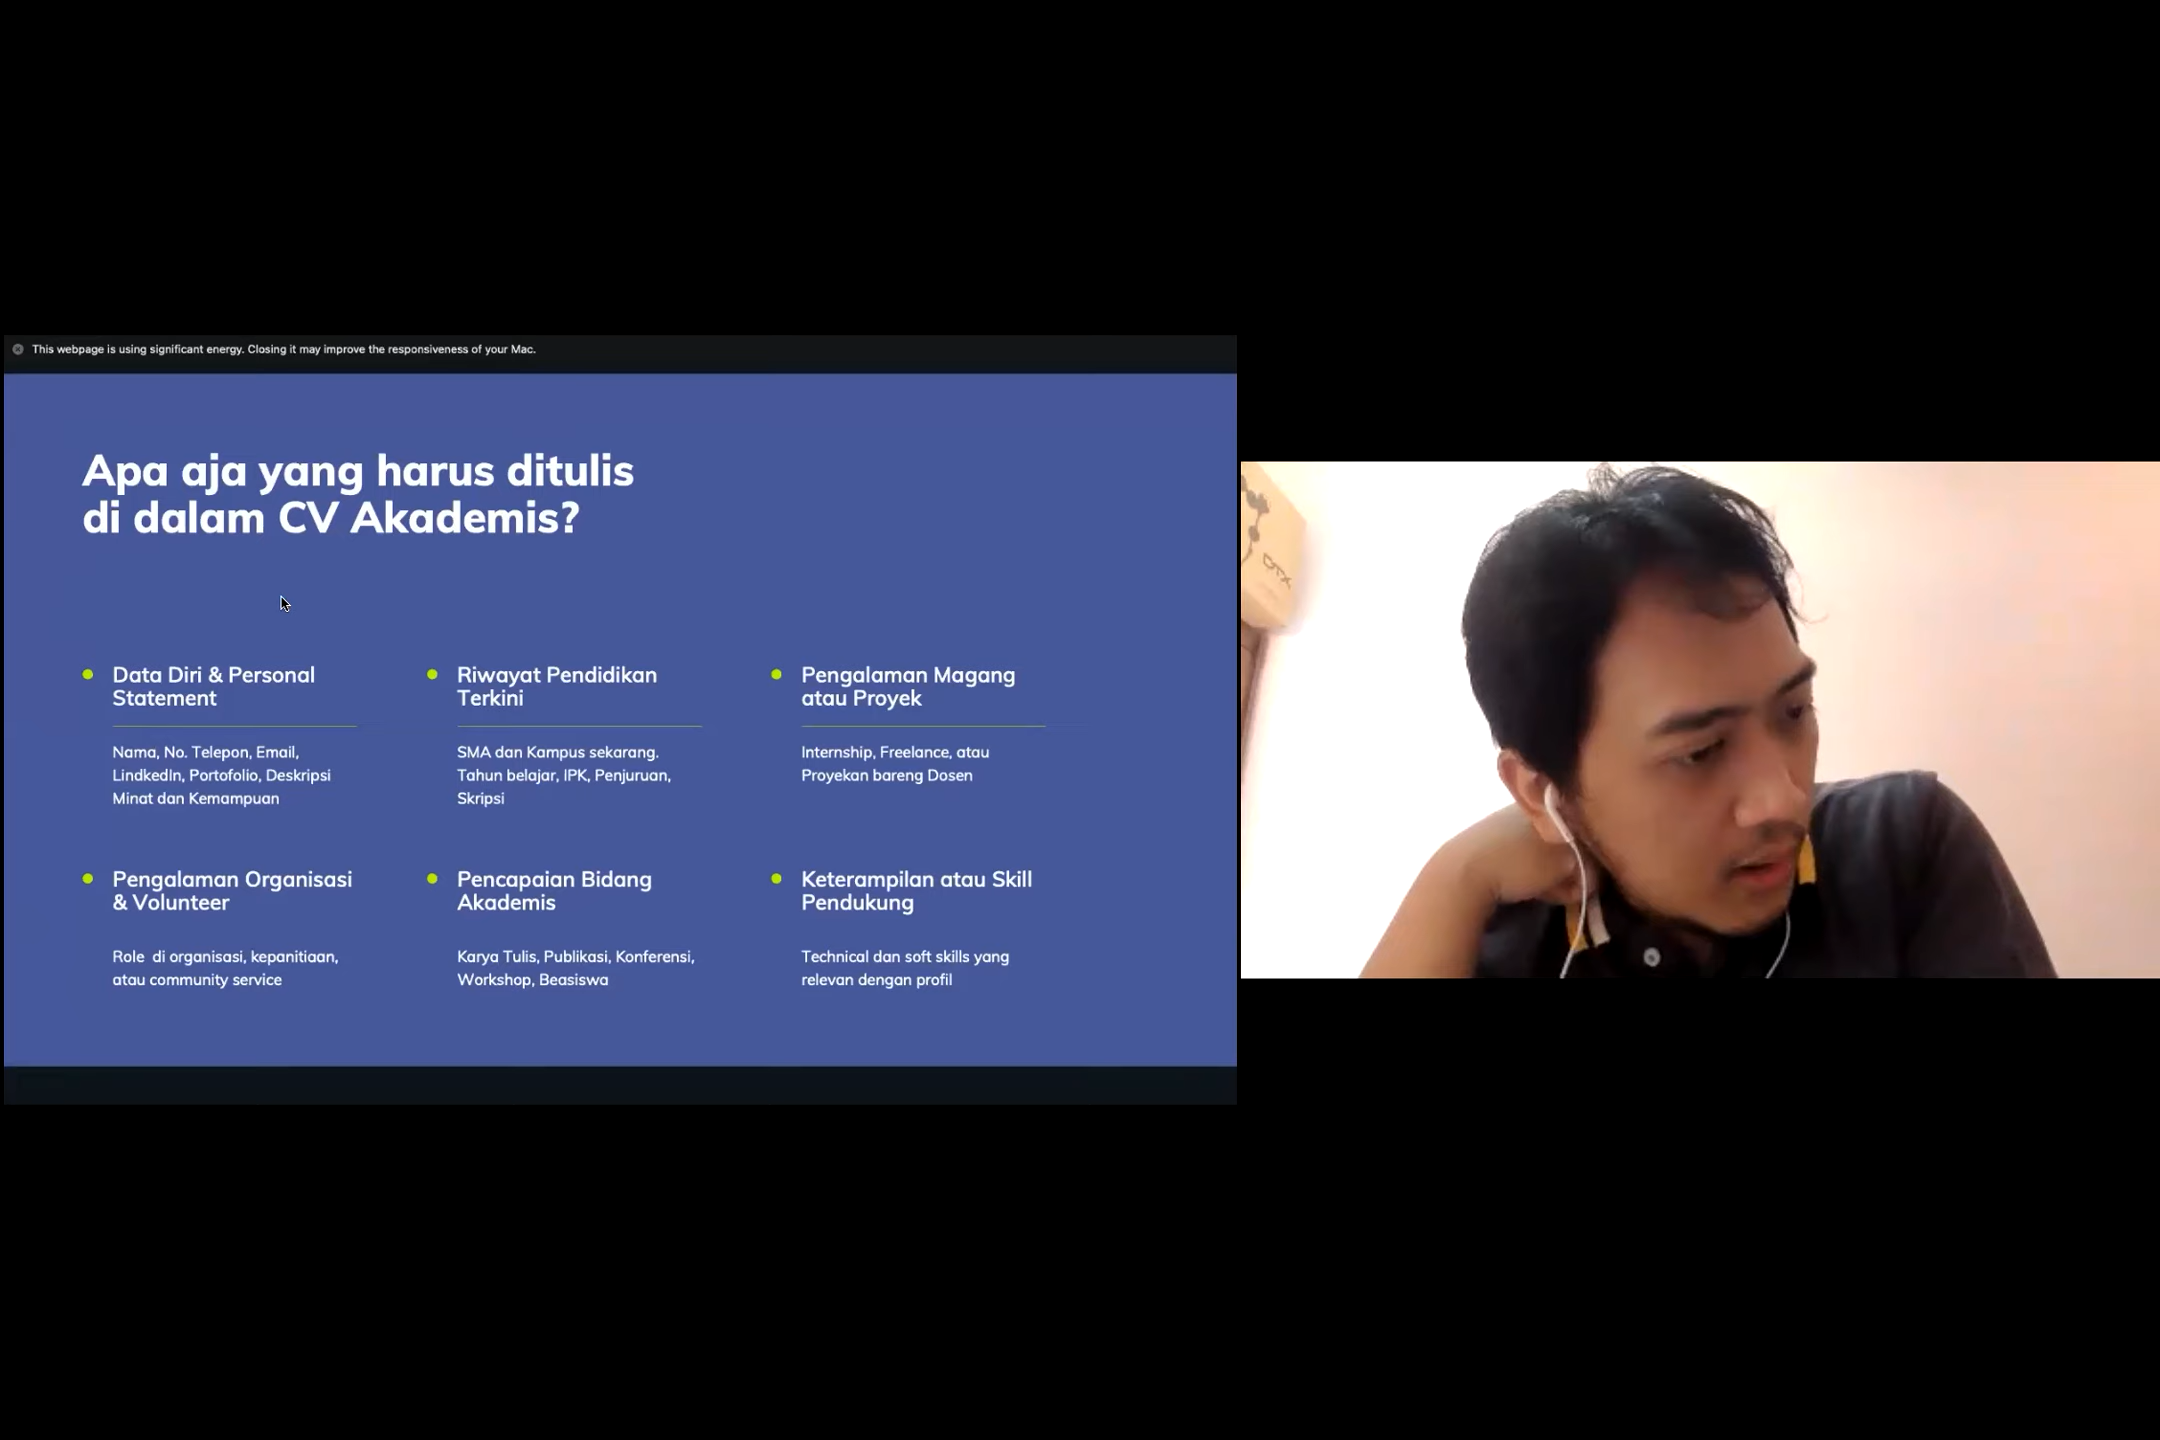 This webpage is using significant energy. Closing it may improve the responsiveness of your Mac.
Apa aja yang harus ditulis
di dalam CV Akademis?
Data Diri & Personal
Statement
Nama, No. Telepon, Email,
LindkedIn, Portofolio, Deskripsi
Minat dan Kemampuan
Riwayat Pendidikan
Terkini
SMA dan Kampus sekarang.
Tahun belajar, IPK, Penjuruan,
Skripsi
Pengalaman Magang
atau Proyek
Internship, Freelance, atau
Proyekan bareng Dosen
Pengalaman Organisasi
& Volunteer
Role  di organisasi, kepanitiaan,
atau community service
Pencapaian Bidang
Akademis
Karya Tulis, Publikasi, Konferensi,
Workshop, Beasiswa
Keterampilan atau Skill
Pendukung
Technical dan soft skills yang
relevan dengan profil
DTX